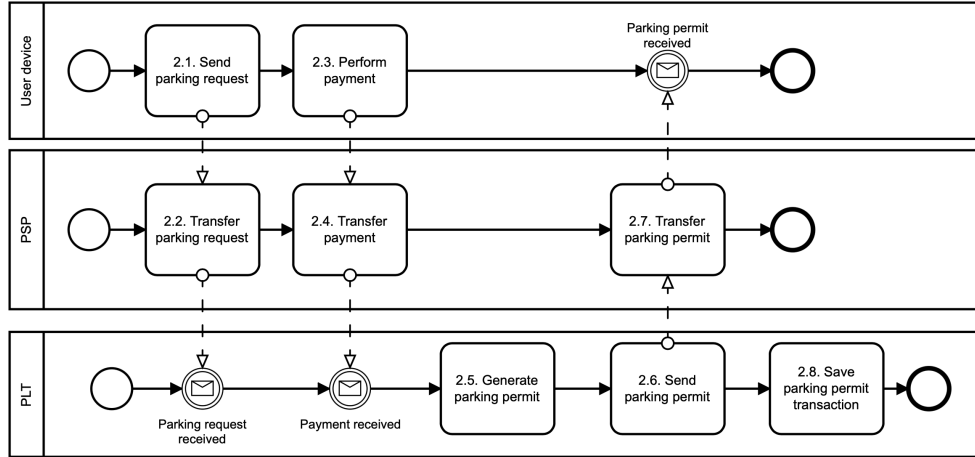 User device
2.1. Send
parking request
2.3. Perform
payment
Parking permit
received
PSP
2.2. Transfer
parking request
2.4. Transfer
payment
2.7. Transfer
parking permit
PLT
Parking request
received
Payment received
2.5. Generate
parking permit
2.6. Send
parking permit
2.8. Save
parking permit
transaction